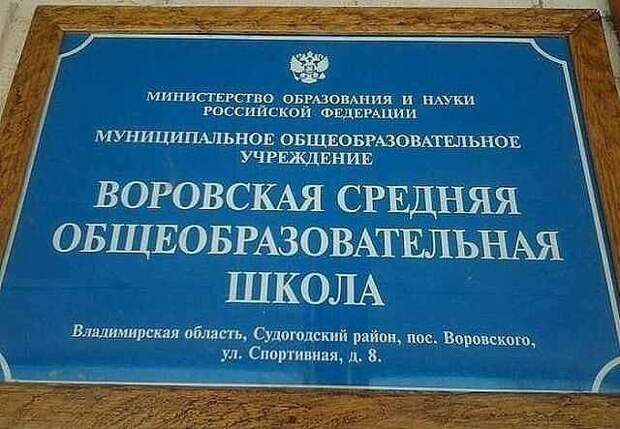 МИНИСТЕРСТВО ОБРАЗОВАНИЯ И НАУКИ
РОССИЙСКОЙ ФЕДЕРАЦИИ
МУНИЦИПАЛЬНОЕ ОБЩЕОБРАЗОВАТЕЛЬНОЕ
УЧРЕЖДЕНИЕ
ВОРОВСКАЯ СРЕДНЯЯ
ОБЩЕОБРАЗОВАТЕЛЬНАЯ
ШКОЛА
Владимирская область, Судогодский район, пос. Воровского,
ул. Спортивная, д. 8.